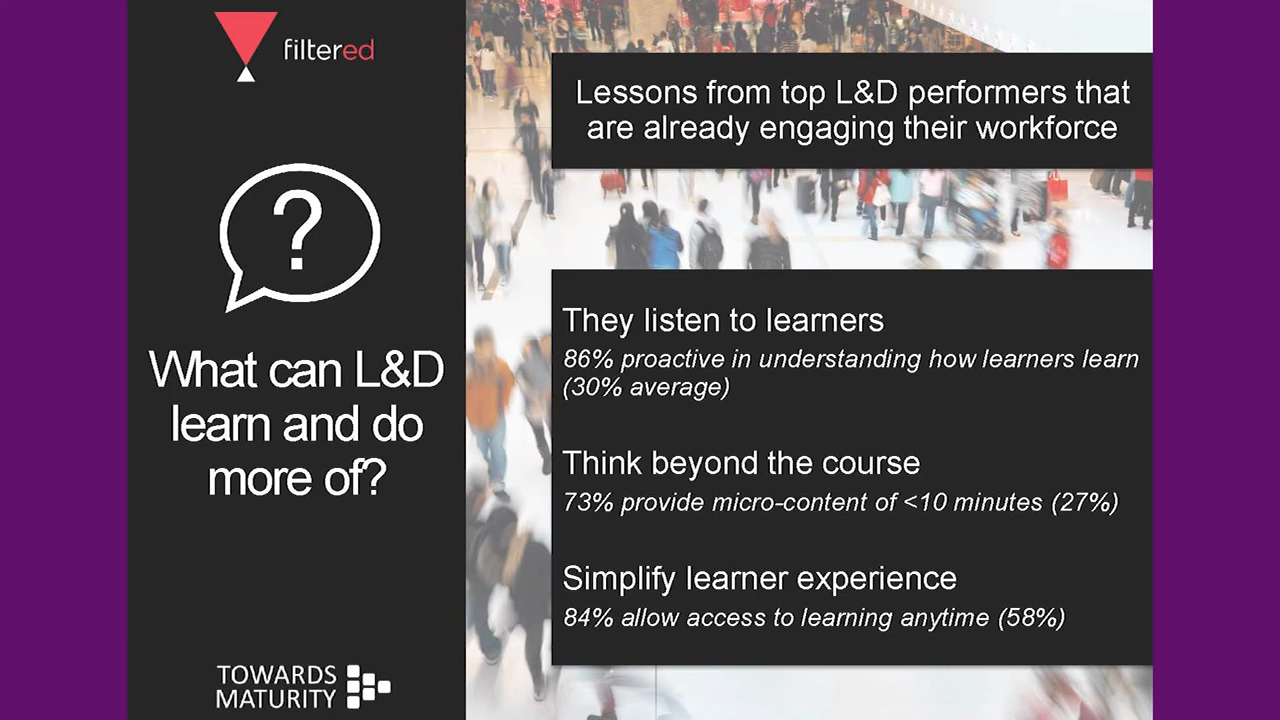 filtered
?
What can L&D
learn and do
more of?
TOWARDS
MATURITY
Lessons from top L&D performers that
are already engaging their workforce
They listen to learners
86% proactive in understanding how learners learn
(30% average)
Think beyond the course
73% provide micro-content of <10 minutes (27%)
Simplify learner experience
84% allow access to learning anytime (58%)